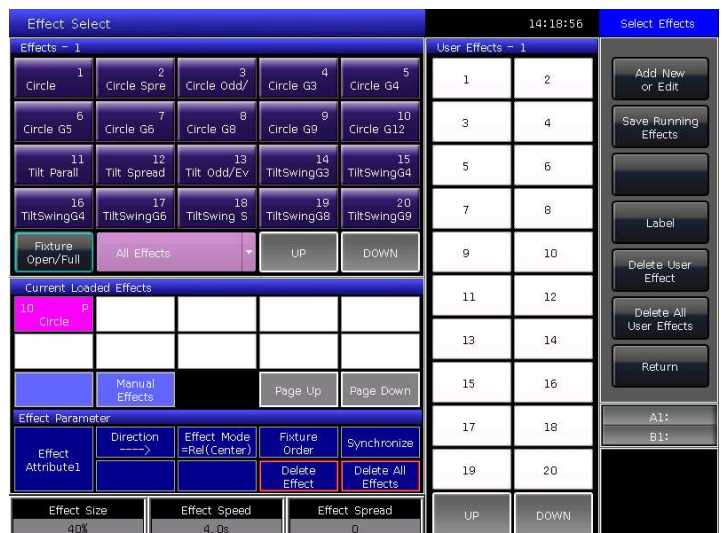 Effect Select
14:18:56
Select Effects
Effects - 1
User Effects - 1
1
Circle
2
Circle Spre
3
Circle Odd/
4
Circle G3
5
Circle G4
6
Circle G5
7
Circle G6
8
Circle G8
9
Circle G9
10
Circle G12
11
Tilt Parall
12
Tilt Spread
13
Tilt Odd/Ev
14
TiltSwingG3
15
TiltSwingG4
16
TiltSwingG4
17
TiltSwingG6
18
TiltSwing S
19
TiltSwingG8
20
TiltSwingG9
Fixture
Open/Full
All Effects
UP
DOWN
Current Loaded Effects
10 P
Circle
Manual
Effects
Page Up
Page Down
Effect Parameter
Effect
Attribute1
Direction
---->
Effect Mode
=Rel(Center)
Fixture
Order
Synchronize
Delete
Effect
Delete All
Effects
Effect Size
40%
Effect Speed
4.0s
Effect Spread
0
1
2
3
4
5
6
7
8
9
10
11
12
13
14
15
16
17
18
19
20
UP
DOWN
Add New
or Edit
Save Running
Effects
Label
Delete User
Effect
Delete All
User Effects
Return
A1:
B1: